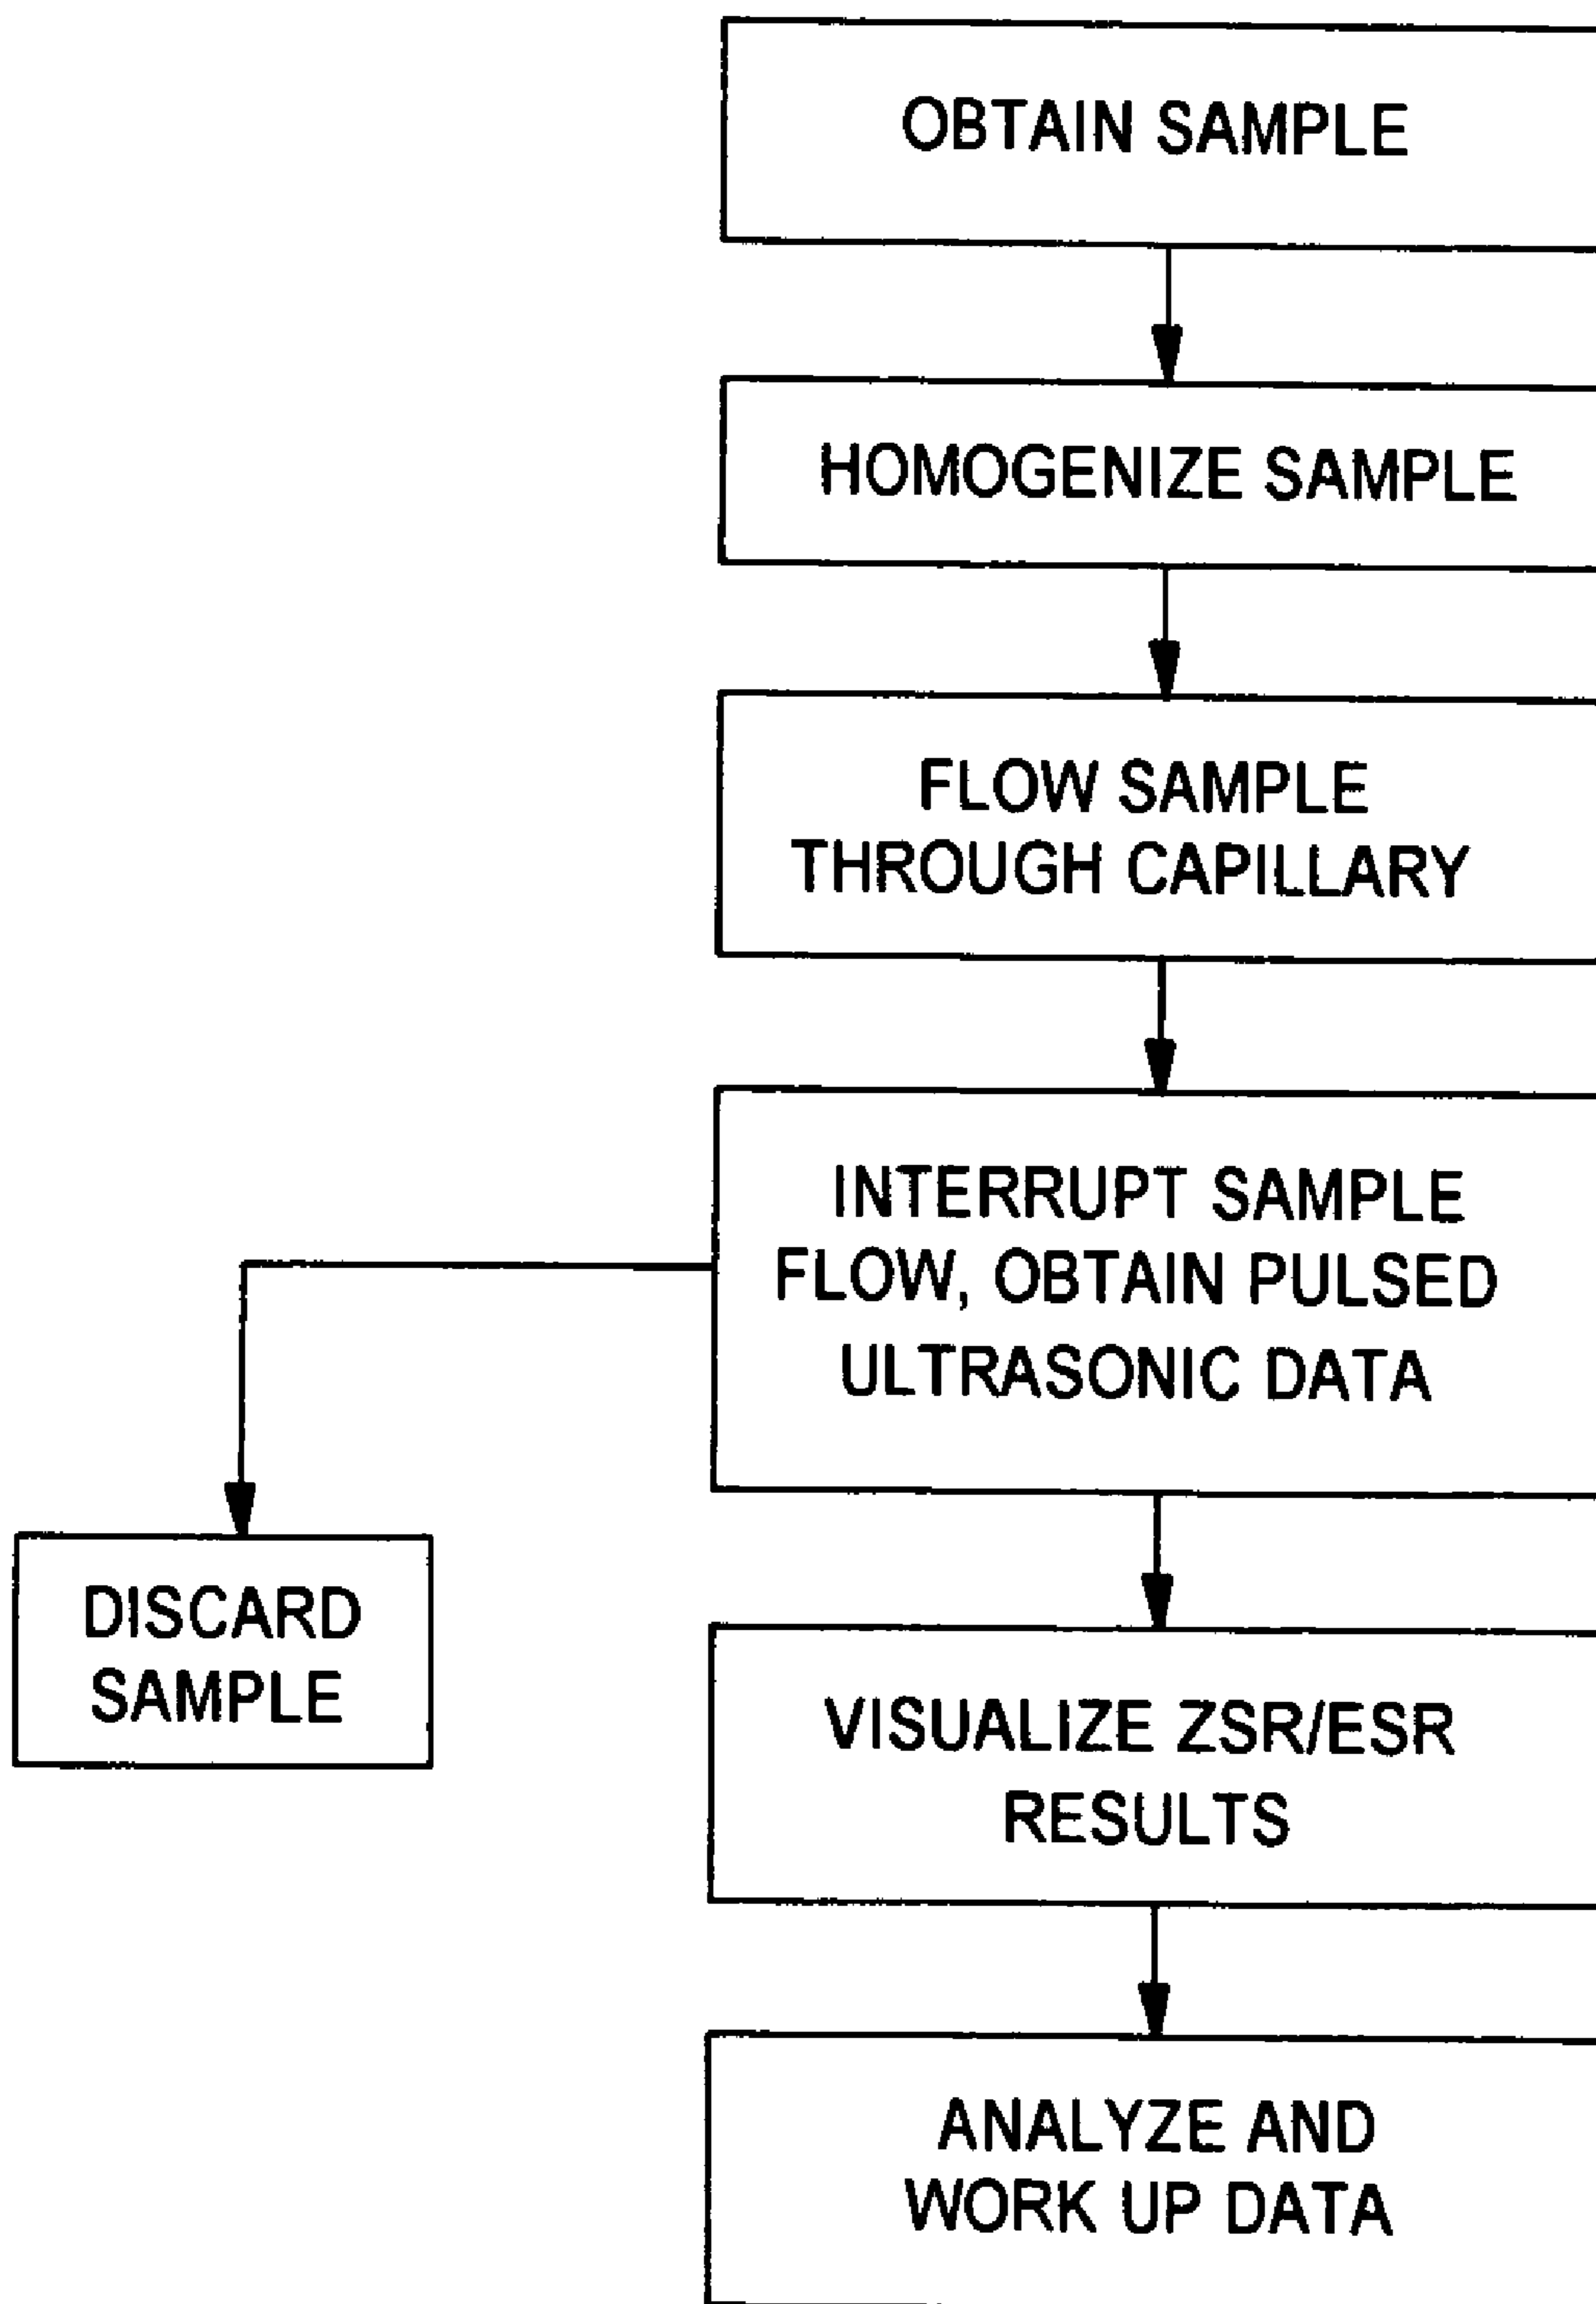 OBTAIN SAMPLE
HOMOGENIZE SAMPLE
FLOW SAMPLE
THROUGH CAPILLARY
INTERRUPT SAMPLE
FLOW, OBTAIN PULSED
ULTRASONIC DATA
DISCARD
SAMPLE
VISUALIZE ZSR/ESR
RESULTS
ANALYZE AND
WORK UP DATA